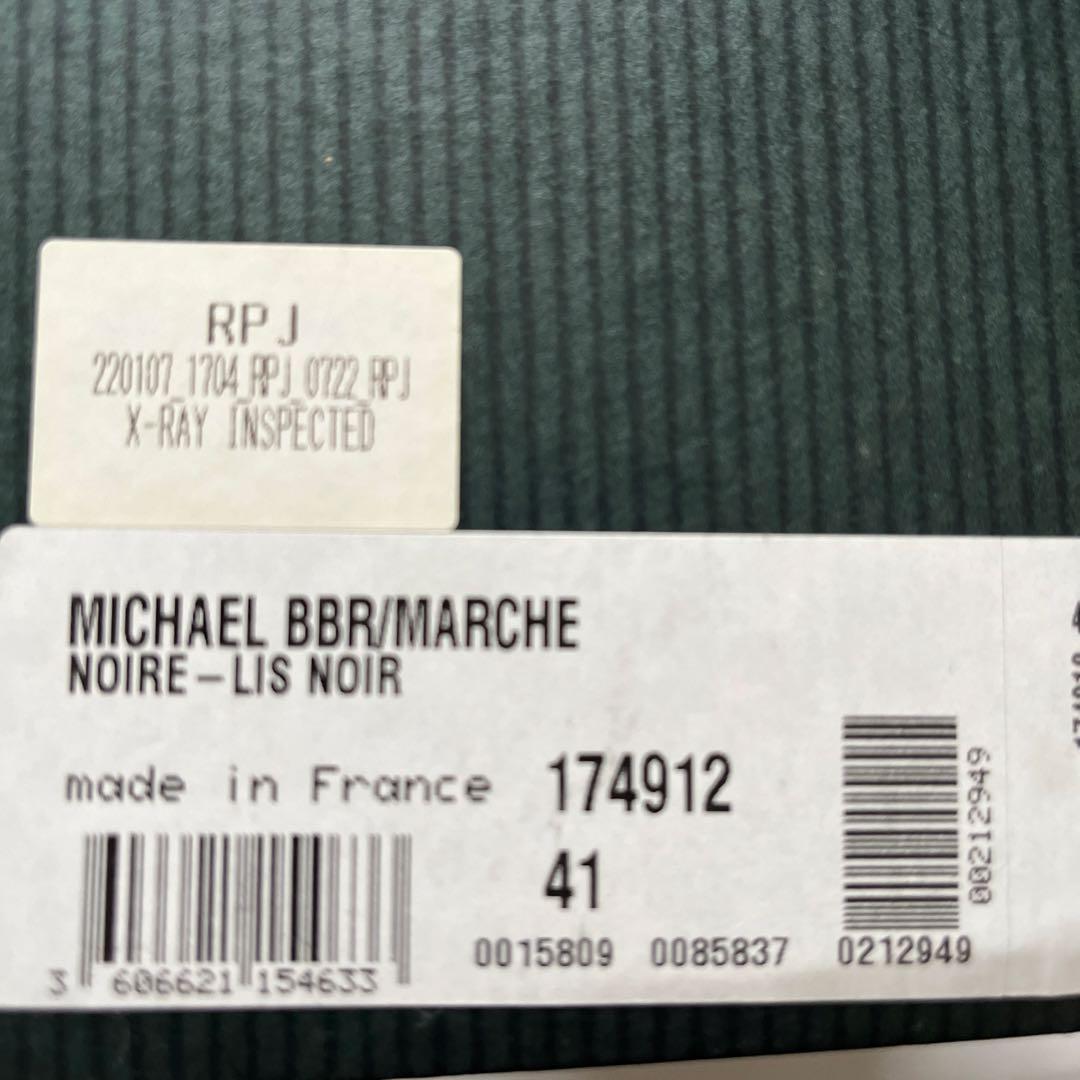 RPJ
220107_1704_RPJ_0722_RPJ
X-RAY INSPECTED
MICHAEL BBR/MARCHE
NOIRE–LIS NOIR
made in France 174912
41
00212949
3 606621 154633
0015809 0085837 0212949